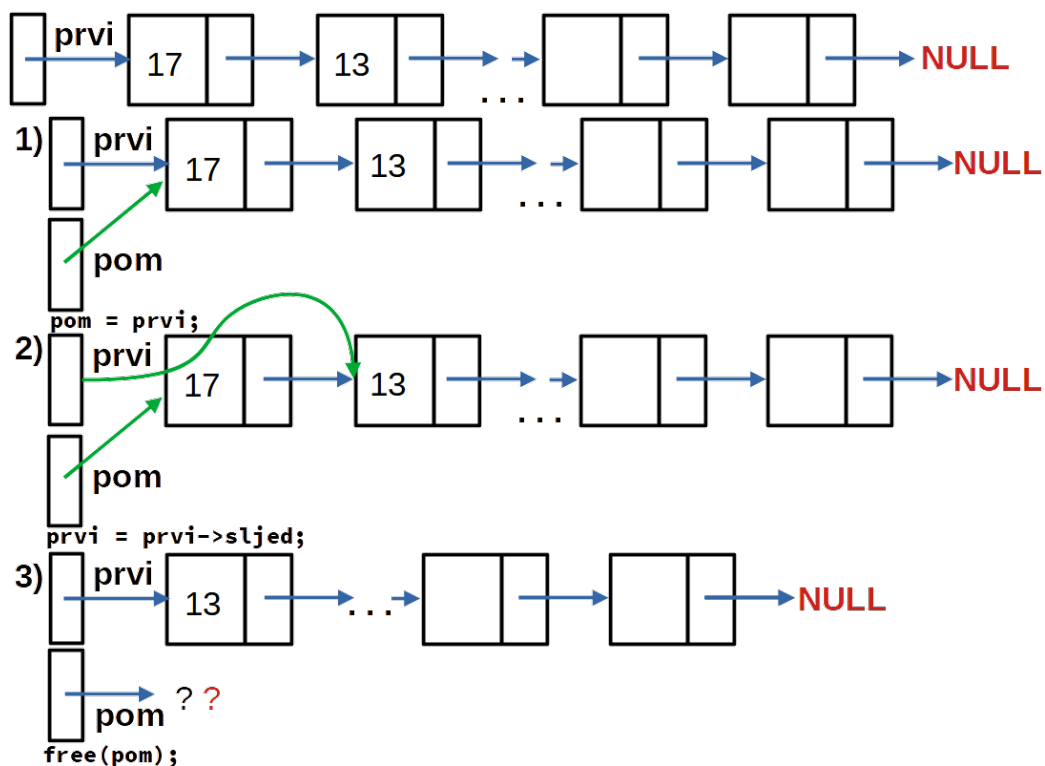 prvi 17 13 ... NULL
1) prvi 17 13 ... NULL
pom
pom = prvi;
2) prvi 17 13 ... NULL
pom
prvi = prvi->sljed;
3) prvi 13 ... NULL
pom ? ?
free(pom);